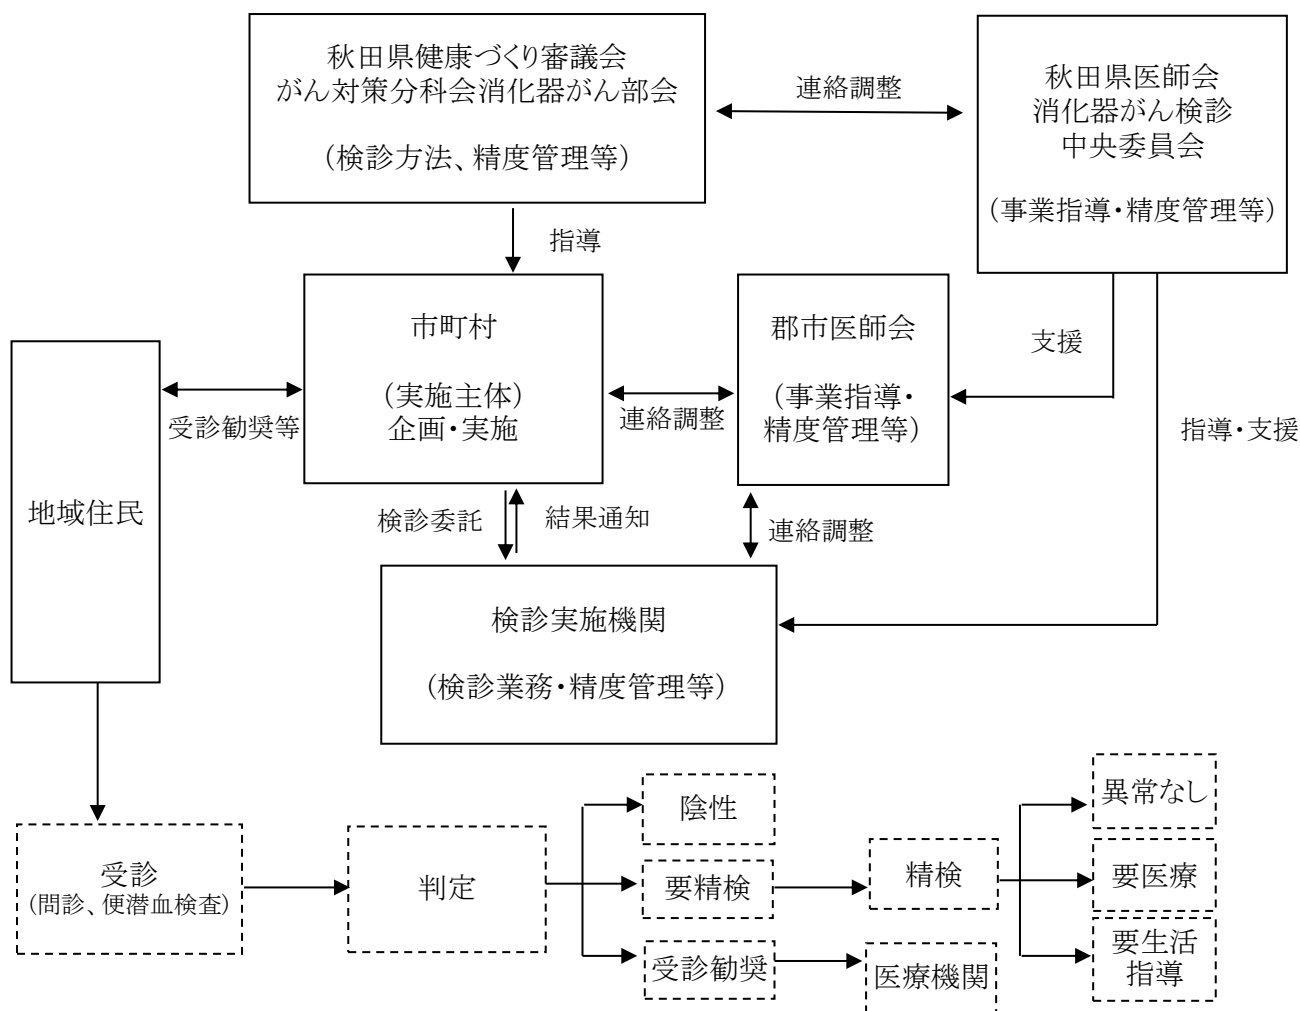 秋田県健康づくり審議会
がん対策分科会消化器がん部会
（検診方法、精度管理等）
連絡調整
秋田県医師会
消化器がん検診
中央委員会
（事業指導・精度管理等）
指導
市町村
（実施主体）
企画・実施
郡市医師会
（事業指導・
精度管理等）
支援
受診勧奨等
連絡調整
指導・支援
地域住民
検診委託
結果通知
連絡調整
検診実施機関
（検診業務・精度管理等）
受診
(問診、便潜血検査)
判定
陰性
要精検
受診勧奨
精検
医療機関
異常なし
要医療
要生活
指導